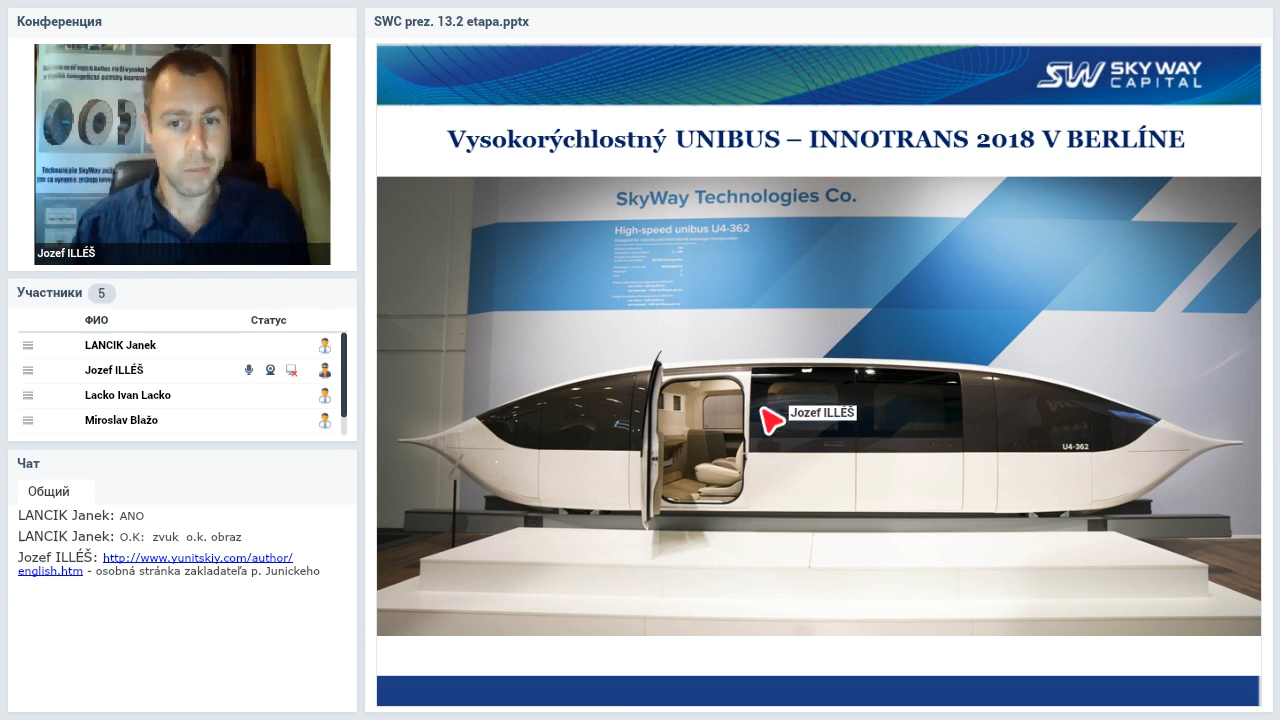 Конференция
Jozef ILLÉŠ
Участники 5
ФИО Статус
LANCIK Janek
Jozef ILLÉŠ
Lacko Ivan Lacko
Miroslav Blažo
Чат
Общий
LANCIK Janek: ANO
LANCIK Janek: O.K: zvuk o.k. obraz
Jozef ILLÉŠ: http://www.yunitskiy.com/author/
english.htm - osobná stránka zakladateľa p. Junickeho
SWC prez. 13.2 etapa.pptx
SW SKY WAY
CAPITAL
Vysokorýchlostný UNIBUS – INNOTRANS 2018 V BERLÍNE
SkyWay Technologies Co.
High-speed unibus U4-362
Jozef ILLÉŠ
U4-362